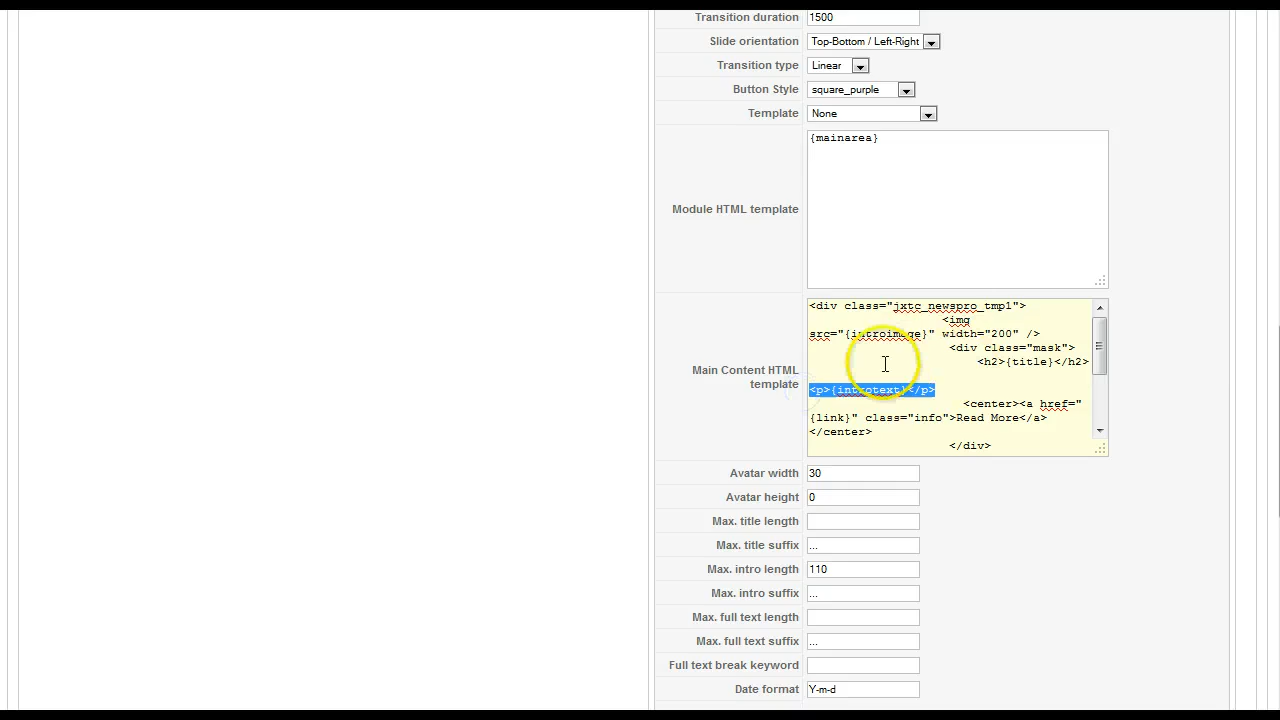 Transition duration 1500
Slide orientation Top-Bottom / Left-Right
Transition type Linear
Button Style square_purple
Template None
Module HTML template {mainarea}
Main Content HTML template
<div class="jxtc_newspro_tmp1">
<img
src="{introimage}" width="200" />
<div class="mask">
<h2>{title}</h2>
<p>{introtext}</p>
<center><a href="
{link}" class="info">Read More</a>
</center>
</div>
Avatar width 30
Avatar height 0
Max. title length
Max. title suffix ...
Max. intro length 110
Max. intro suffix ...
Max. full text length
Max. full text suffix ...
Full text break keyword
Date format Y-m-d